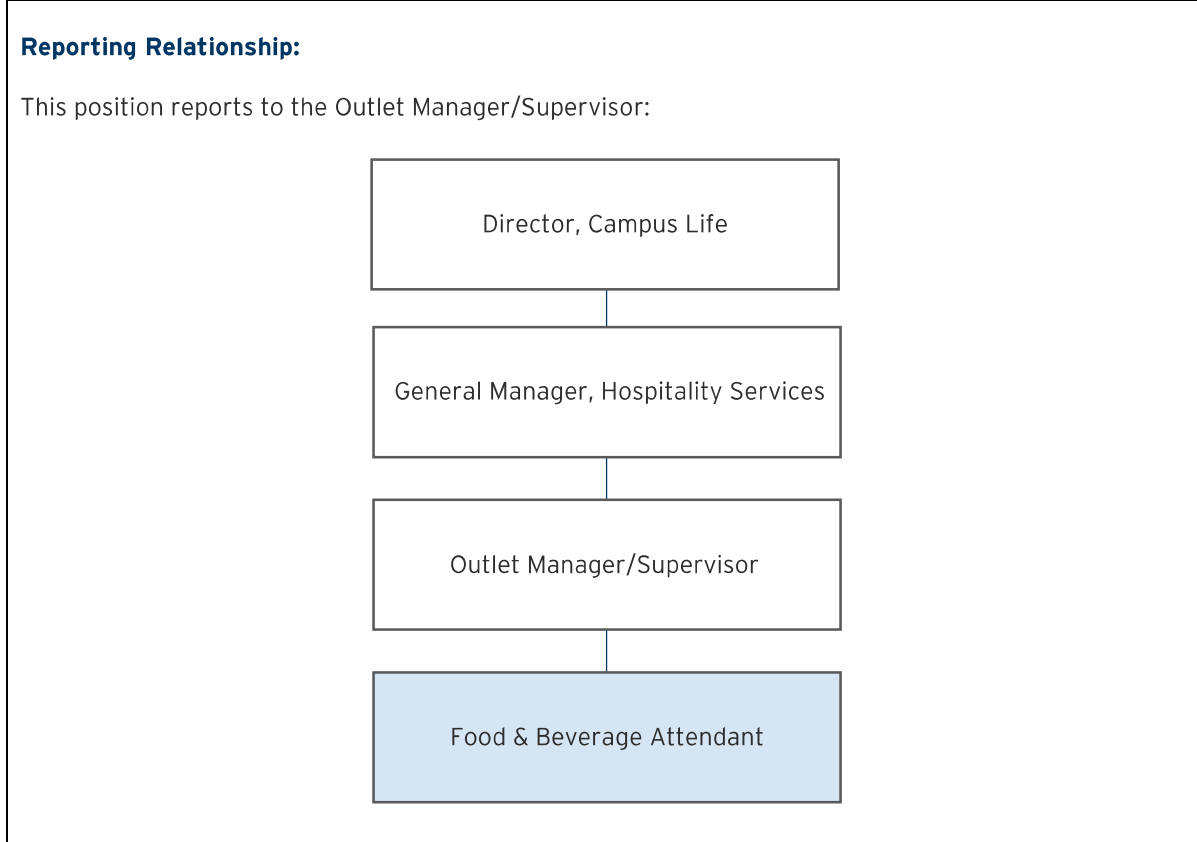 Reporting Relationship:
This position reports to the Outlet Manager/Supervisor:
Director, Campus Life
General Manager, Hospitality Services
Outlet Manager/Supervisor
Food & Beverage Attendant